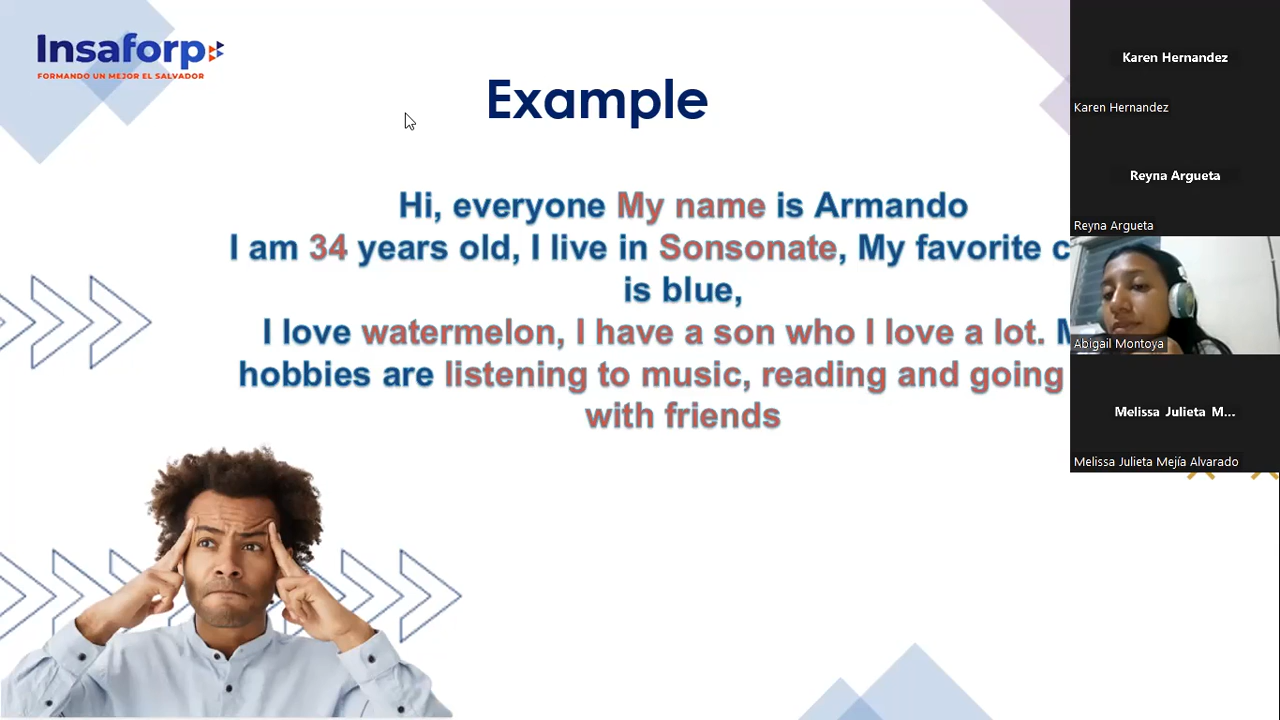 Insaforp
FORMANDO UN MEJOR EL SALVADOR
Example
Hi, everyone My name is Armando
I am 34 years old, I live in Sonsonate, My favorite
is blue,
I love watermelon, I have a son who I love a lot.
hobbies are listening to music, reading and going
with friends
Karen Hernandez
Karen Hernandez
Reyna Argueta
Reyna Argueta
Abigail Montoya
Melissa Julieta M...
Melissa Julieta Mejía Alvarado